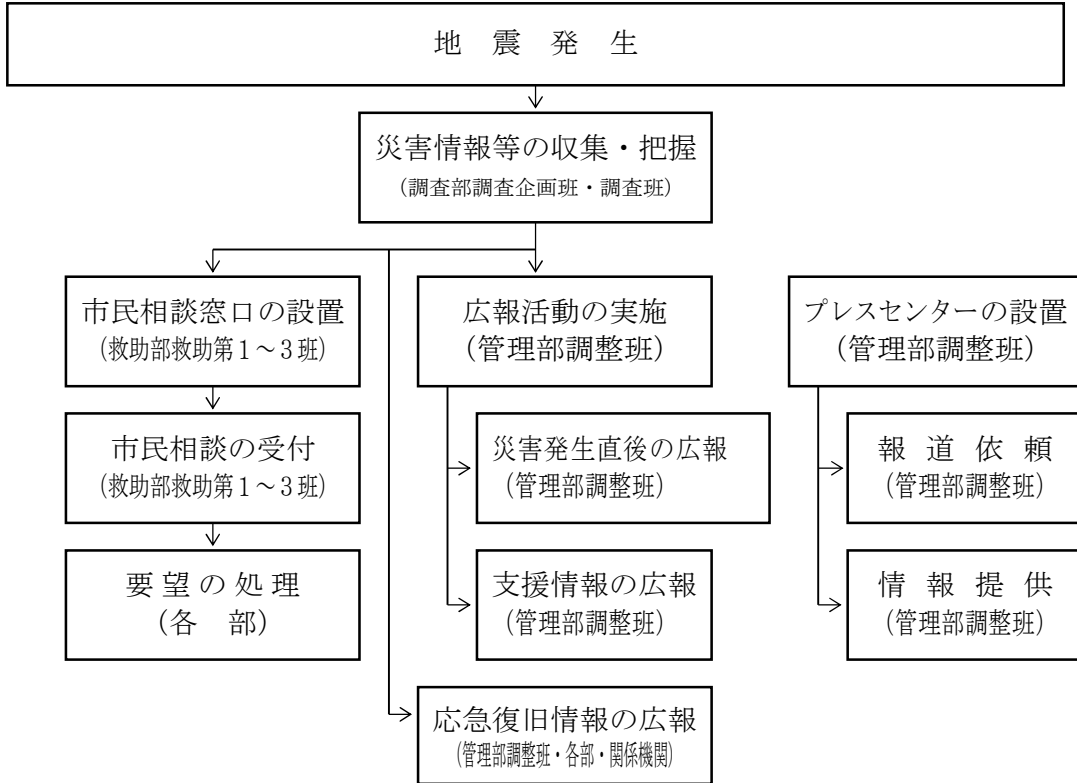 地　震　発　生
災害情報等の収集・把握
（調査部調査企画班・調査班）
市民相談窓口の設置
（救助部救助第１～３班）
広報活動の実施
（管理部調整班）
プレスセンターの設置
（管理部調整班）
市民相談の受付
（救助部救助第１～３班）
災害発生直後の広報
（管理部調整班）
報　道　依　頼
（管理部調整班）
要 望 の 処 理
（各　部）
支援情報の広報
（管理部調整班）
情　報　提　供
（管理部調整班）
応急復旧情報の広報
（管理部調整班・各部・関係機関）